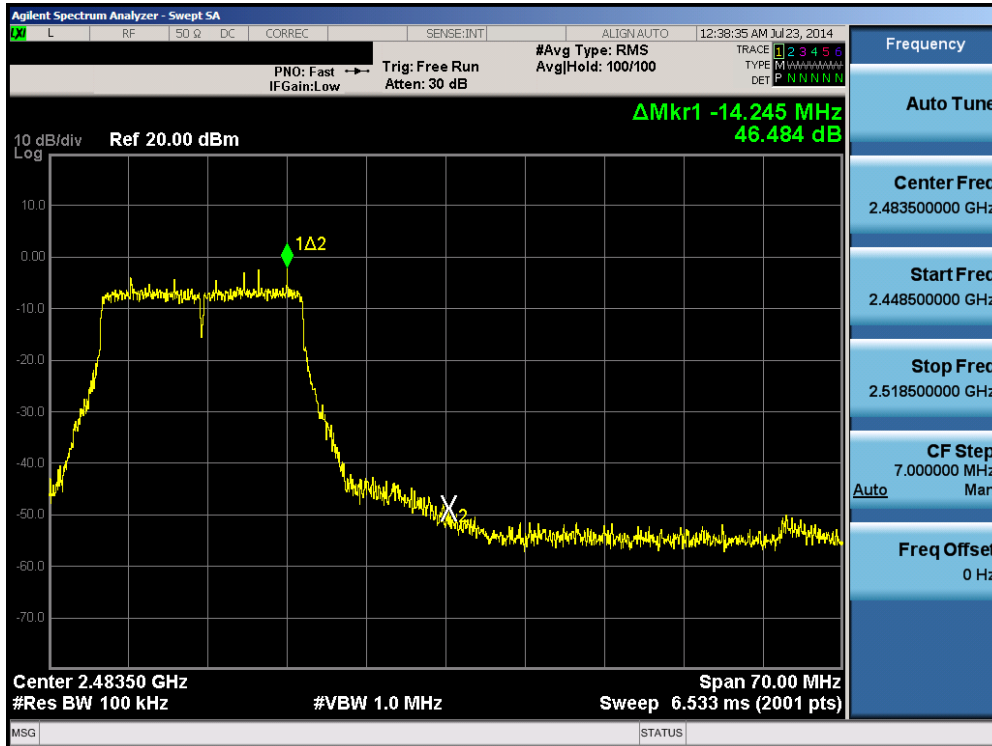 Agilent Spectrum Analyzer - Swept SA
LXI L RF 50 Ω DC CORREC SENSE:INT ALIGN AUTO 12:38:35 AM Jul 23, 2014
PNO: Fast
IFGain:Low
Trig: Free Run
Atten: 30 dB
#Avg Type: RMS
Avg|Hold: 100/100
TRACE 1 2 3 4 5 6
TYPE M
DET P N N N N N
ΔMkr1 -14.245 MHz
46.484 dB
10 dB/div Ref 20.00 dBm
Log
10.0
0.00
-10.0
-20.0
-30.0
-40.0
-50.0
-60.0
-70.0
1Δ2
2
Center 2.48350 GHz Span 70.00 MHz
#Res BW 100 kHz #VBW 1.0 MHz Sweep 6.533 ms (2001 pts)
MSG STATUS
Frequency
Auto Tune
Center Freq
2.483500000 GHz
Start Freq
2.448500000 GHz
Stop Freq
2.518500000 GHz
CF Step
7.000000 MHz
Auto Man
Freq Offset
0 Hz